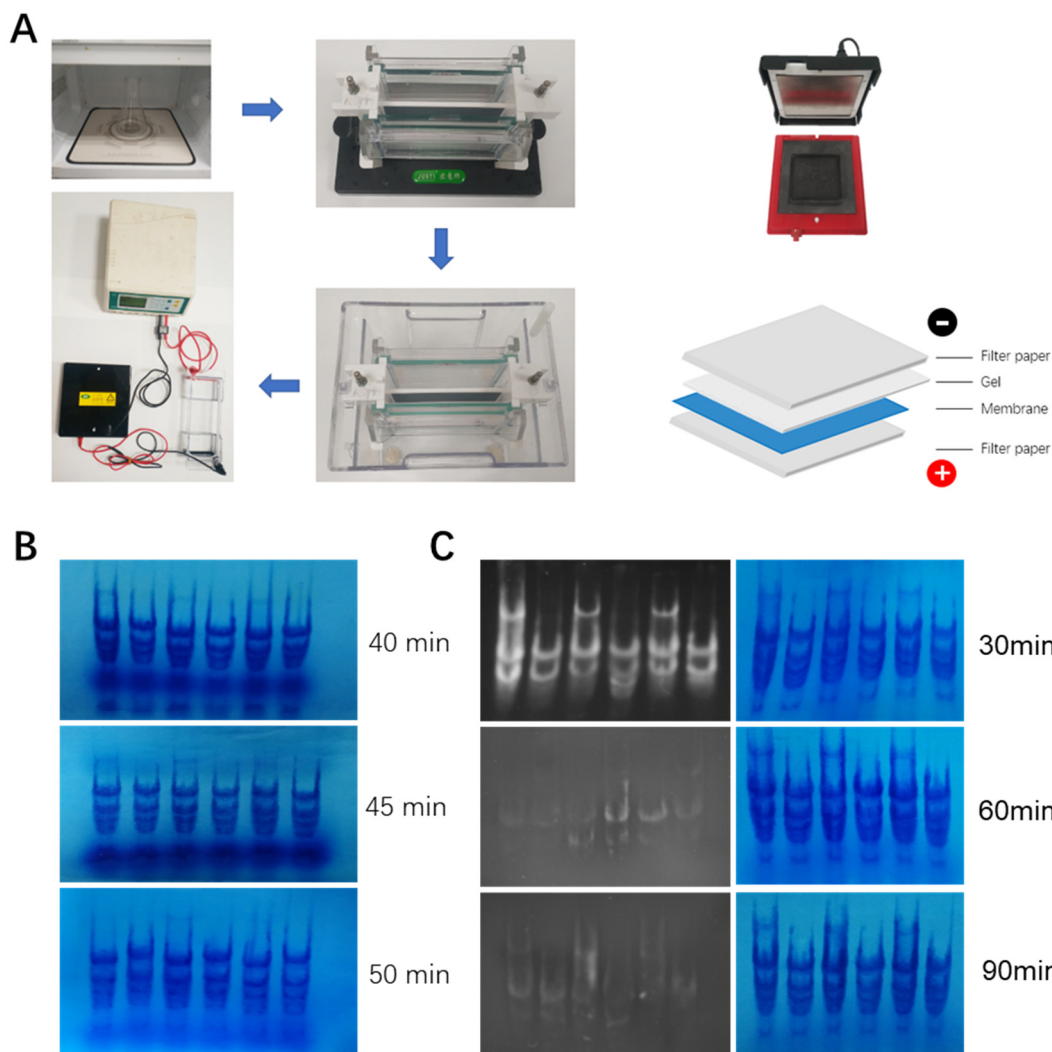 A
Filter paper
Gel
Membrane
Filter paper
B
40 min
45 min
50 min
C
30min
60min
90min